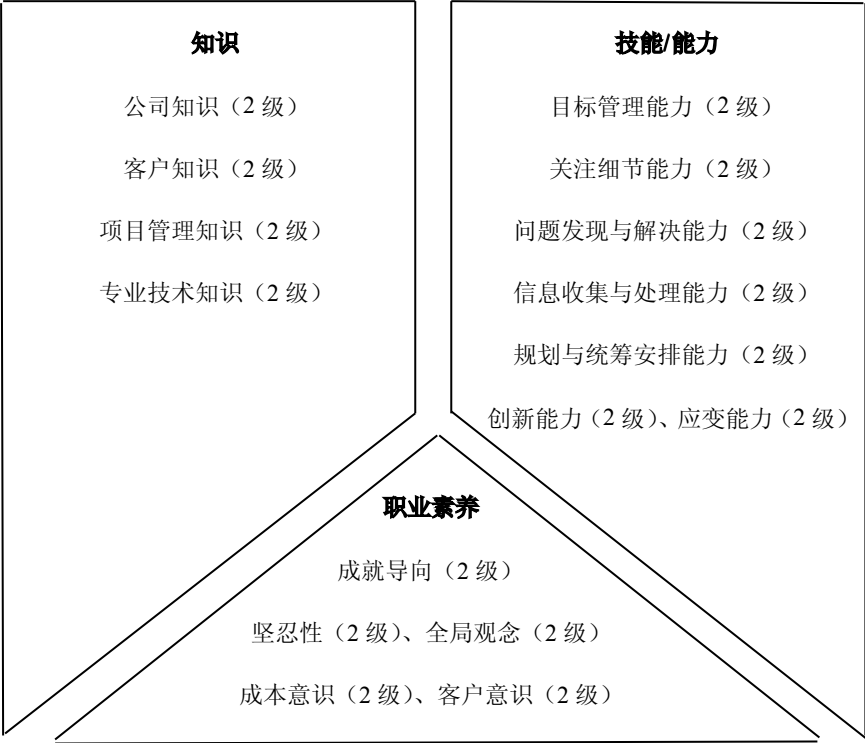 知识
公司知识（2 级）
客户知识（2 级）
项目管理知识（2 级）
专业技术知识（2 级）
技能/能力
目标管理能力（2 级）
关注细节能力（2 级）
问题发现与解决能力（2 级）
信息收集与处理能力（2 级）
规划与统筹安排能力（2 级）
创新能力（2 级）、应变能力（2 级）
职业素养
成就导向（2 级）
坚忍性（2 级）、全局观念（2 级）
成本意识（2 级）、客户意识（2 级）